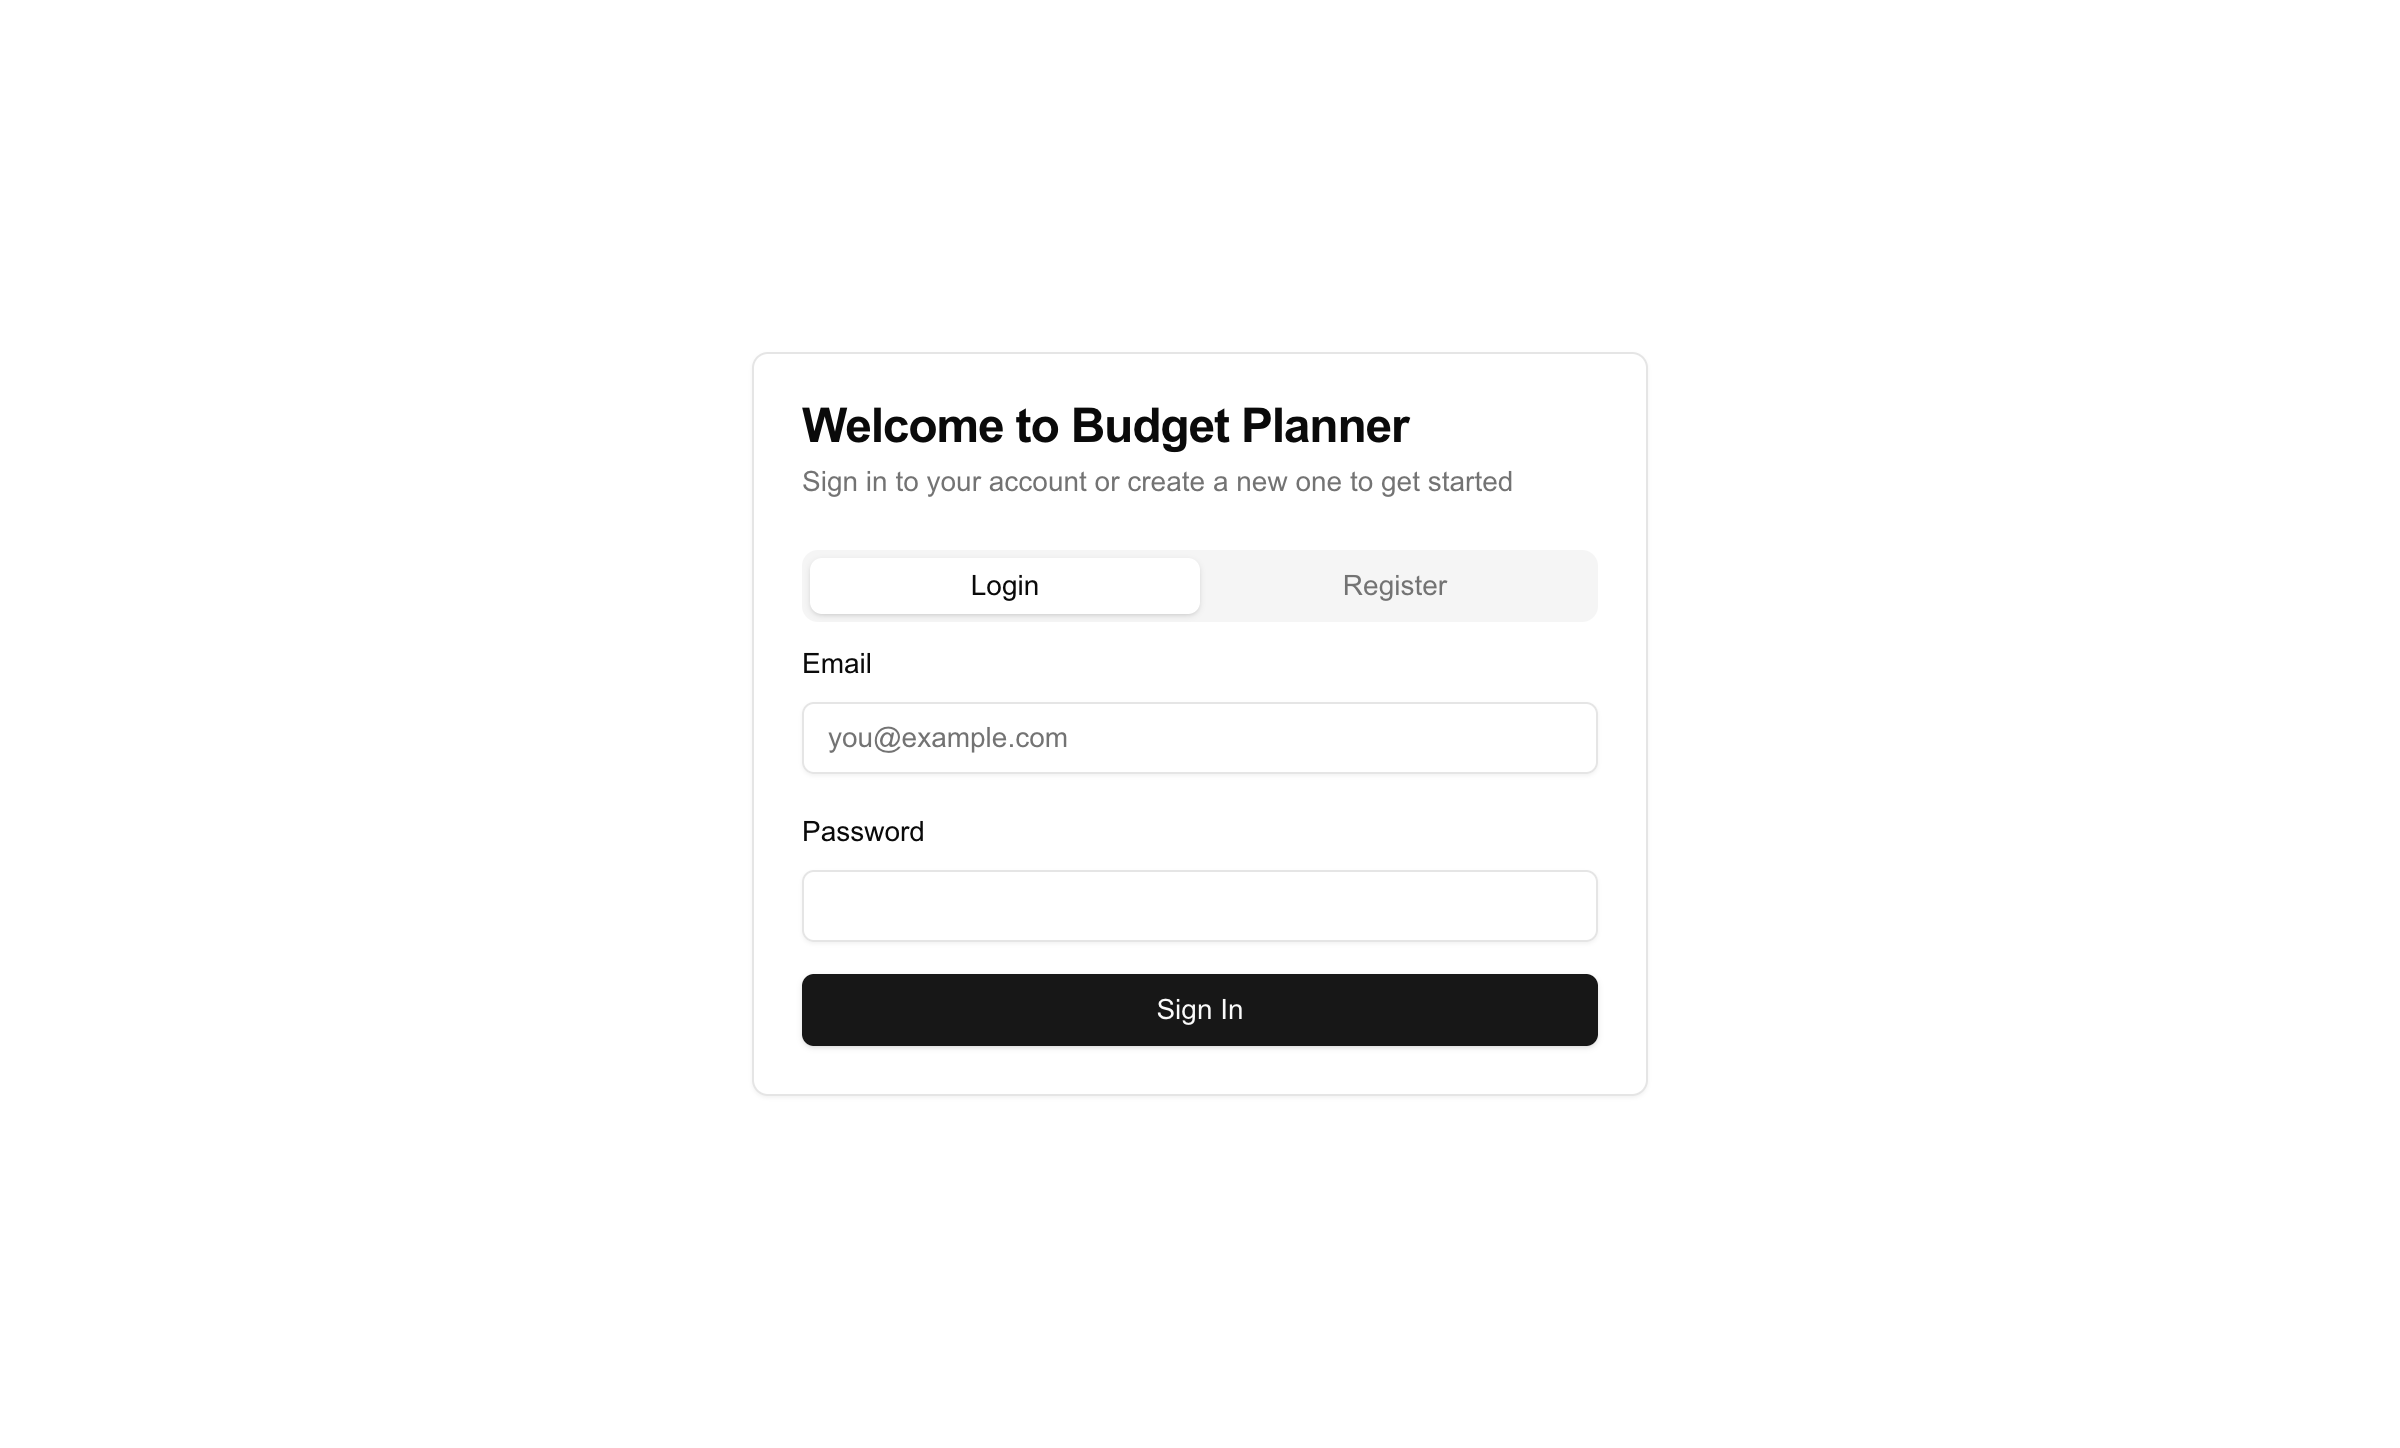 Welcome to Budget Planner
Sign in to your account or create a new one to get started
Login
Register
Email
you@example.com
Password
Sign In